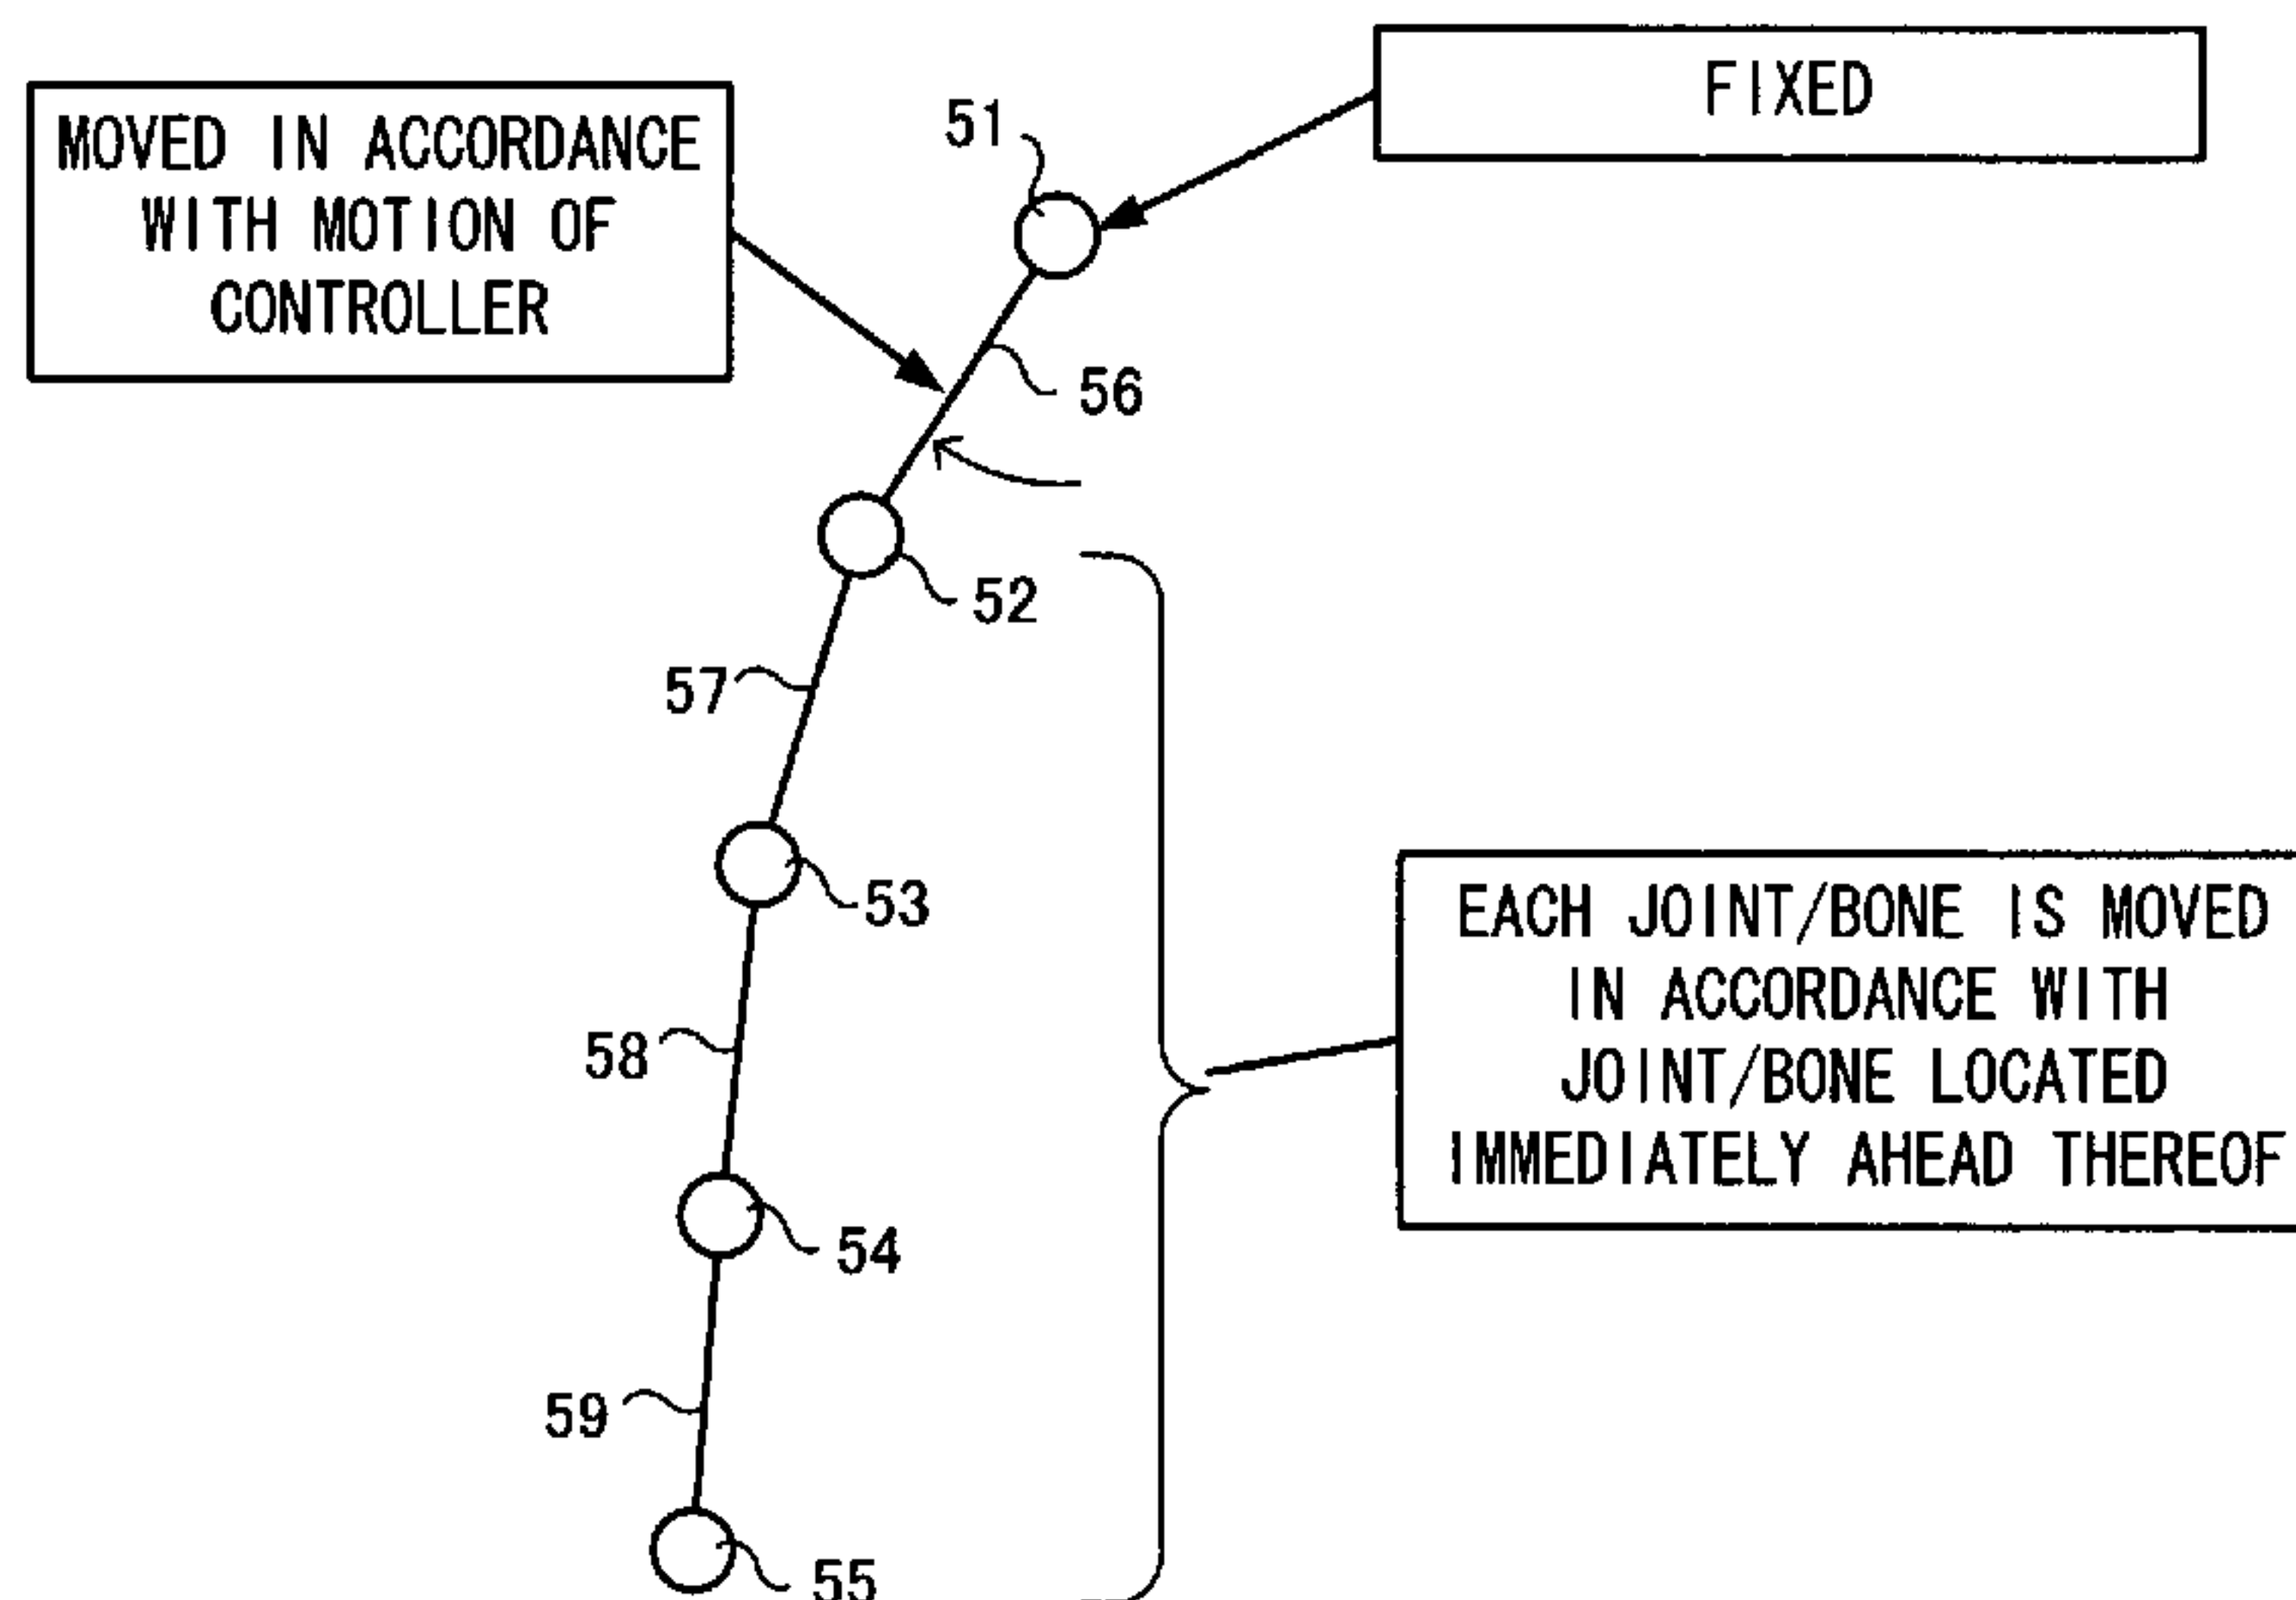 FIXED
MOVED IN ACCORDANCE
WITH MOTION OF
CONTROLLER
51
56
52
57
53
58
54
59
55
EACH JOINT/BONE IS MOVED
IN ACCORDANCE WITH
JOINT/BONE LOCATED
IMMEDIATELY AHEAD THEREOF